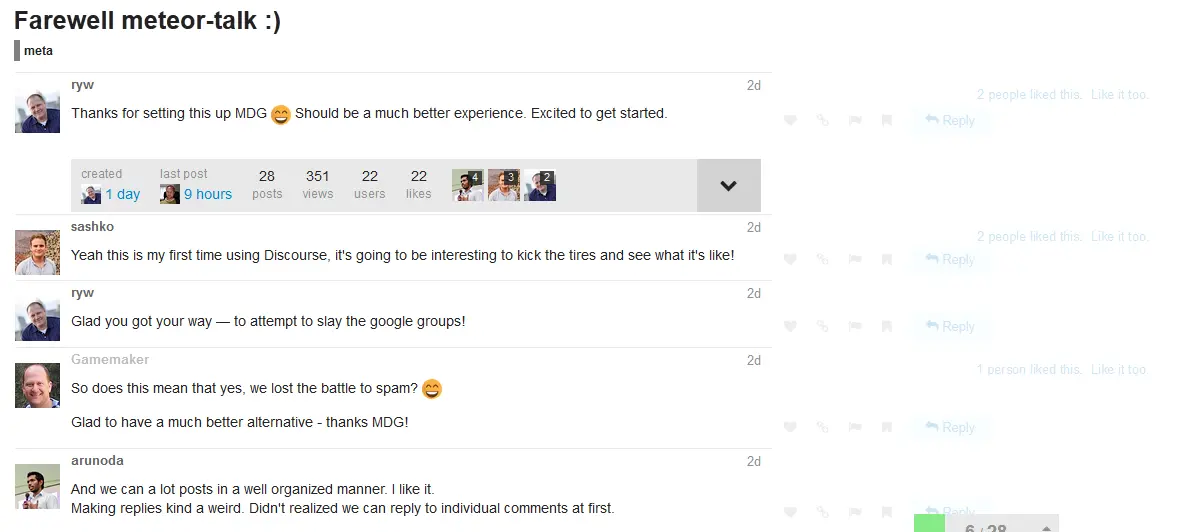 Farewell meteor-talk :)
meta
ryw 2d
2 people liked this. Like it too.
Thanks for setting this up MDG Should be a much better experience. Excited to get started.
Reply
created last post 28 351 22 22 4 3 2
1 day 9 hours posts views users likes
sashko 2d
2 people liked this. Like it too.
Yeah this is my first time using Discourse, it's going to be interesting to kick the tires and see what it's like!
Reply
ryw 2d
Glad you got your way — to attempt to slay the google groups!
Reply
Gamemaker 2d
1 person liked this. Like it too.
So does this mean that yes, we lost the battle to spam?
Glad to have a much better alternative - thanks MDG!
Reply
arunoda 2d
And we can a lot posts in a well organized manner. I like it.
Making replies kind a weird. Didn't realized we can reply to individual comments at first.
Reply
6 / 28